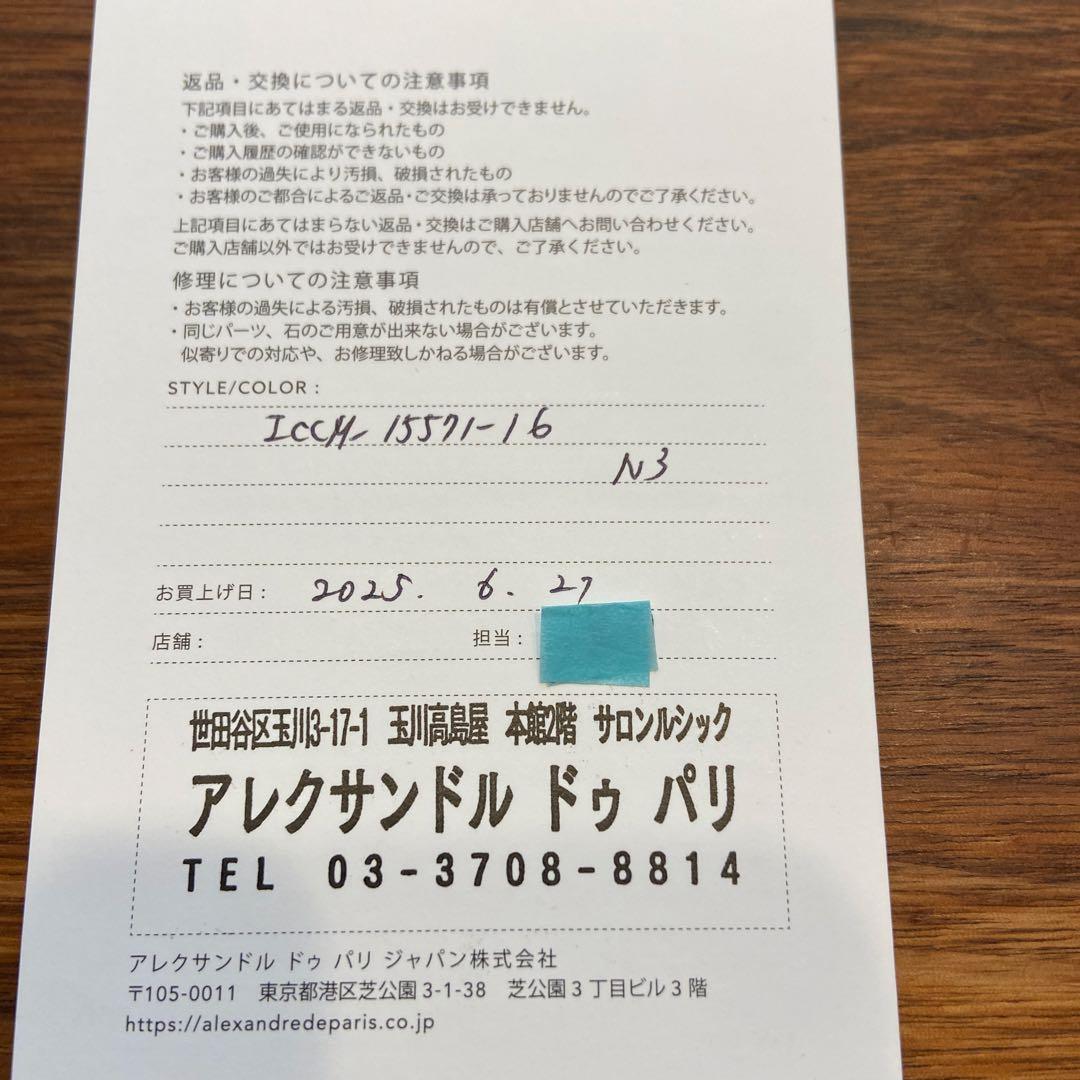 返品・交換についての注意事項
下記項目にあてはまる返品・交換はお受けできません。
・ご購入後、ご使用になられたもの
・ご購入履歴の確認ができないもの
・お客様の過失により汚損、破損されたもの
・お客様のご都合によるご返品・ご交換は承っておりませんのでご了承ください。
上記項目にあてはまらない返品・交換はご購入店舗へお問い合わせください。
ご購入店舗以外ではお受けできませんので、ご了承ください。
修理についての注意事項
・お客様の過失による汚損、破損されたものは有償とさせていただきます。
・同じパーツ、石のご用意が出来ない場合がございます。
似寄りでの対応や、お修理致しかねる場合がございます。
STYLE/COLOR :
ICCM-15571-16
N3
お買上げ日: 2025. 6. 27
店舗: 担当:
世田谷区玉川3-17-1 玉川高島屋 本館2階 サロンルシック
アレクサンドル ドゥ パリ
TEL 03-3708-8814
アレクサンドル ドゥ パリ ジャパン株式会社
〒105-0011 東京都港区芝公園3-1-38 芝公園3丁目ビル3階
https://alexandredeparis.co.jp